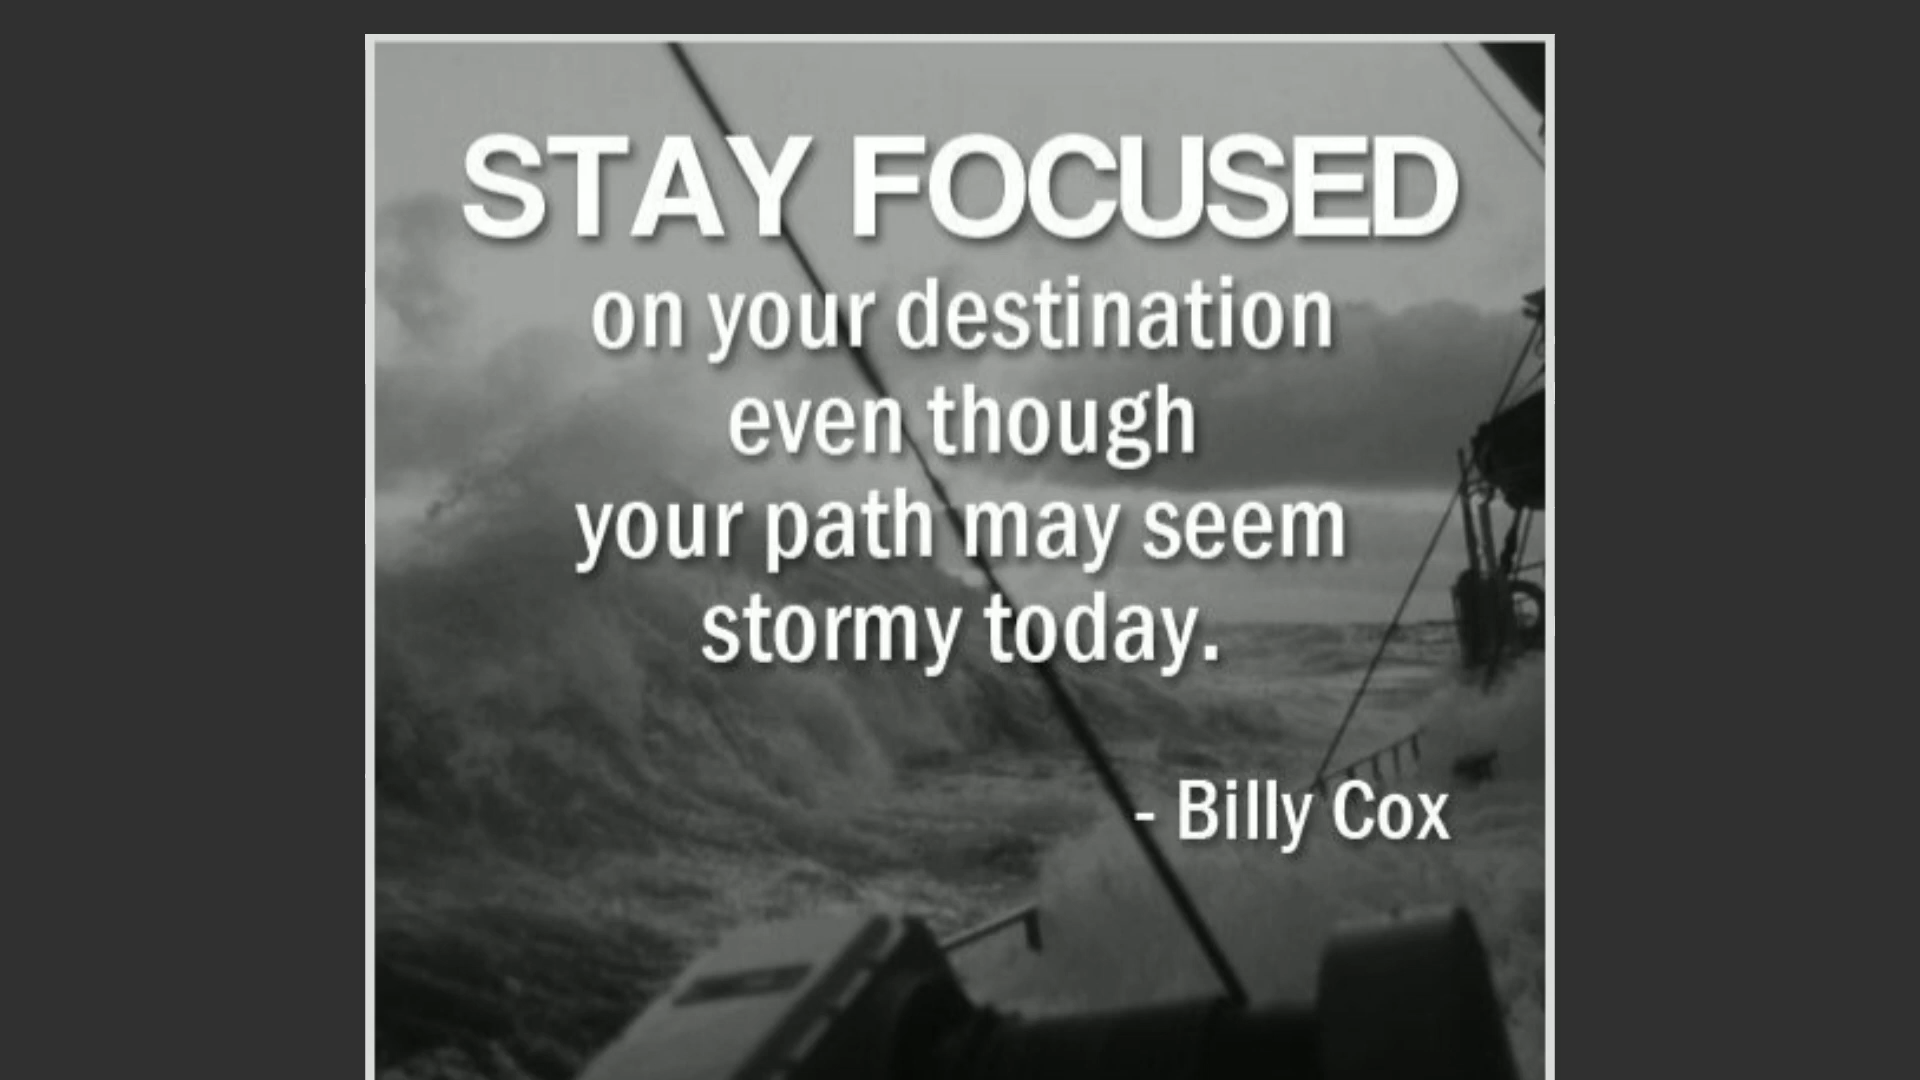 STAY FOCUSED
on your destination
even though
your path may seem
stormy today.
- Billy Cox